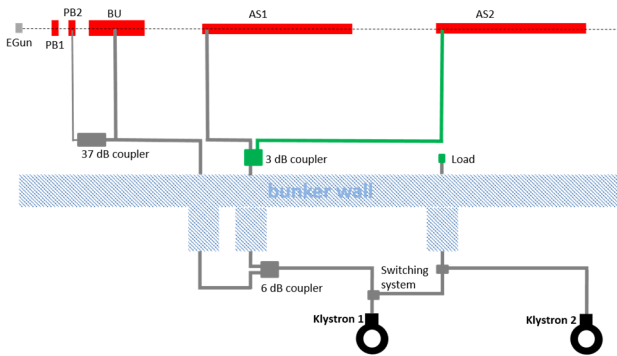 PB2
BU
AS1
AS2
EGun
PB1
37 dB coupler
3 dB coupler
Load
bunker wall
Switching
system
6 dB coupler
Klystron 1
Klystron 2